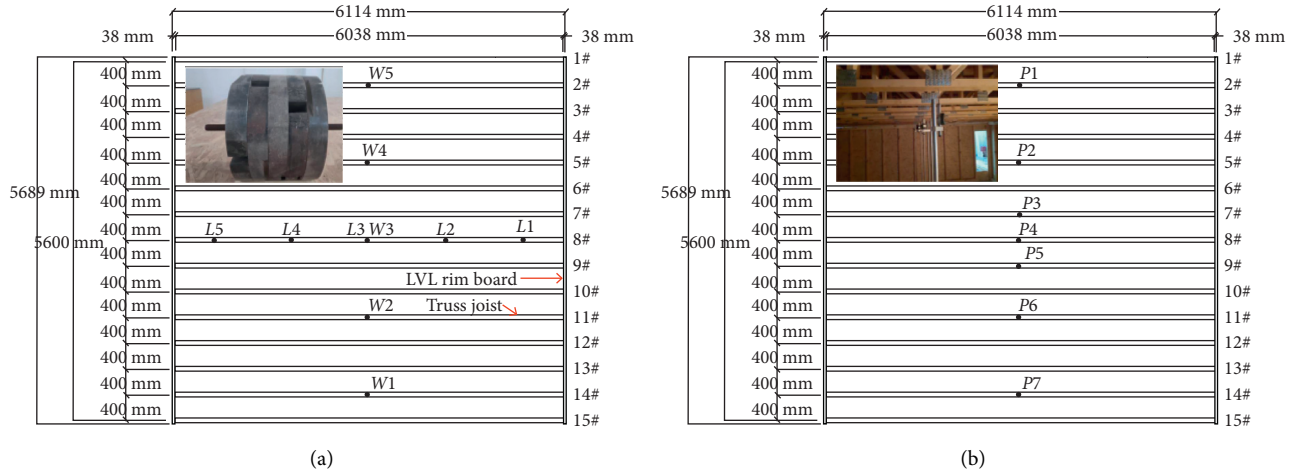 6114 mm
38 mm 6038 mm 38 mm
1#
400 mm W5
2#
400 mm
3#
400 mm
4#
400 mm W4
5#
400 mm
6#
5689 mm 400 mm
7#
400 mm L5 L4 L3 W3 L2 L1
8#
5600 mm 400 mm
9#
400 mm LVL rim board
10#
400 mm W2 Truss joist
11#
400 mm
12#
400 mm
13#
400 mm W1
14#
400 mm
15#
(a)
6114 mm
38 mm 6038 mm 38 mm
1#
400 mm P1
2#
400 mm
3#
400 mm
4#
400 mm P2
5#
400 mm
6#
5689 mm 400 mm P3
7#
400 mm P4
8#
5600 mm 400 mm P5
9#
400 mm
10#
400 mm P6
11#
400 mm
12#
400 mm
13#
400 mm P7
14#
400 mm
15#
(b)